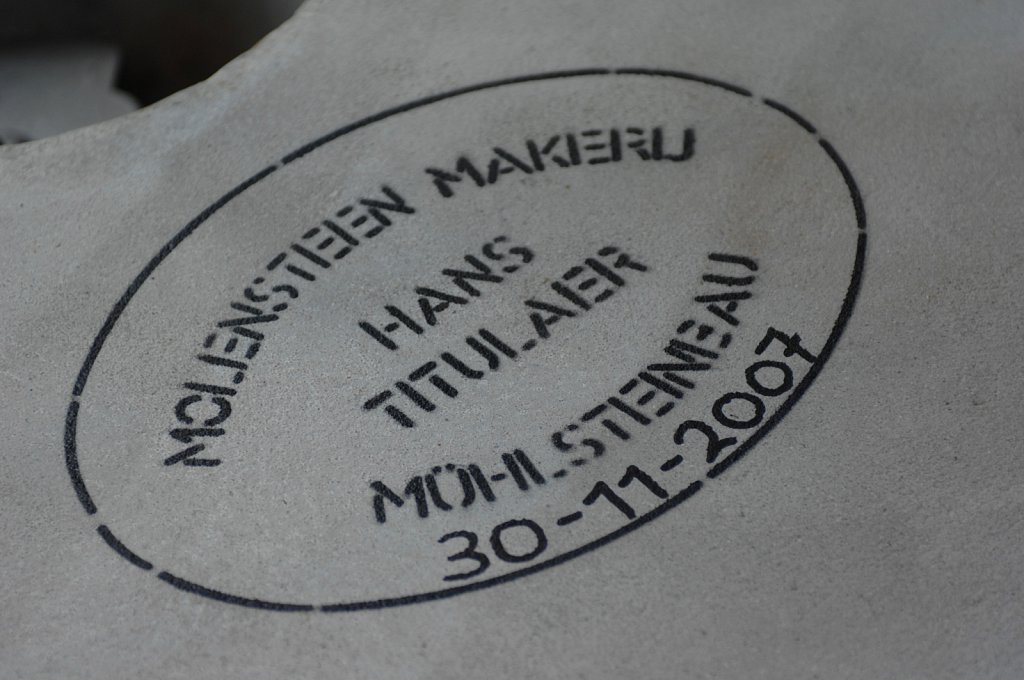 MOLENSTEEN MAKERIJ
HANS
TITULAER
MÜHLSTEINBAU
30-11-2007